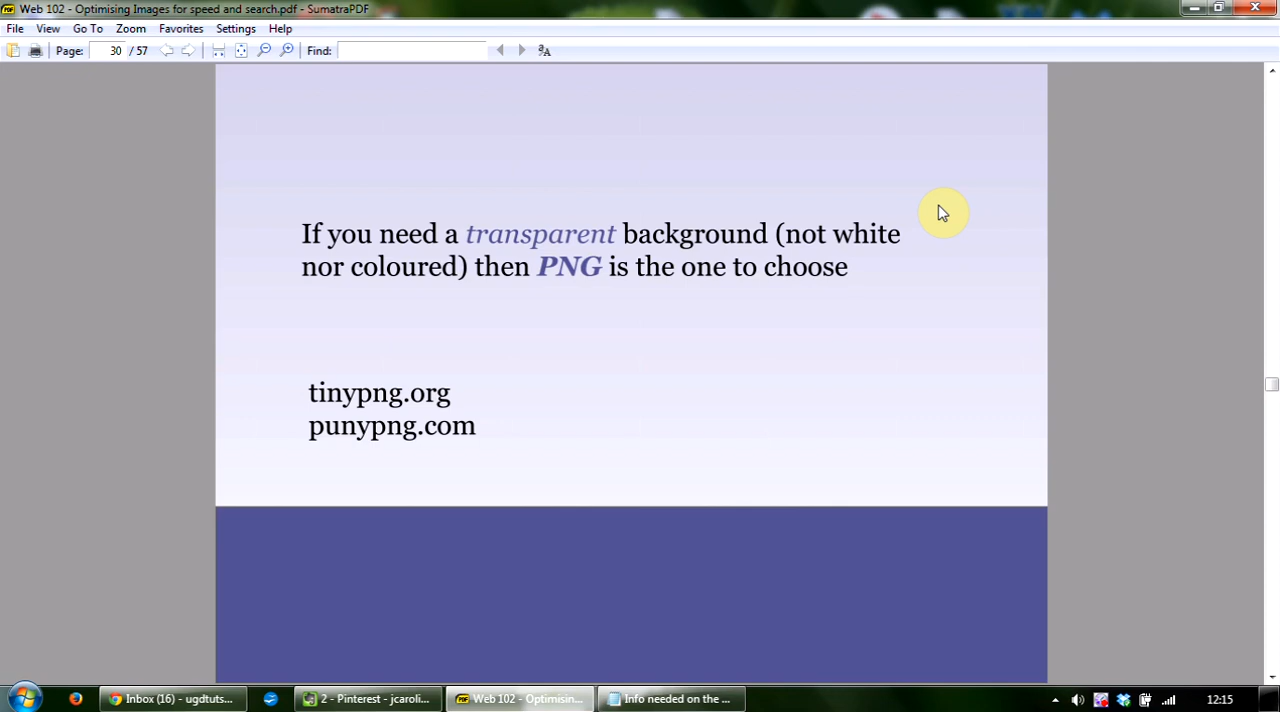 Web 102 - Optimising Images for speed and search.pdf - SumatraPDF
File View Go To Zoom Favorites Settings Help
Page: 30 / 57 Find:
If you need a transparent background (not white
nor coloured) then PNG is the one to choose
tinypng.org
punypng.com
Inbox (16) - ugdtuts... 2 - Pinterest - jcaroli... Web 102 - Optimisin... Info needed on the ... 12:15